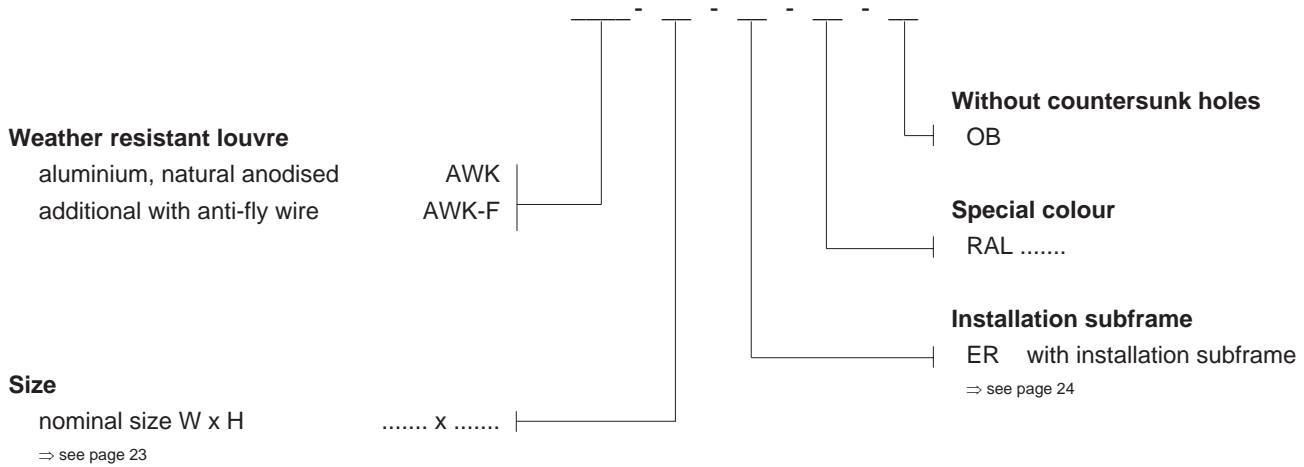 ___- __ - __ - __ - __
Weather resistant louvre
aluminium, natural anodised AWK
additional with anti-fly wire AWK-F
Size
nominal size W x H ....... x .......
⇒ see page 23
Without countersunk holes
OB
Special colour
RAL .......
Installation subframe
ER with installation subframe
⇒ see page 24